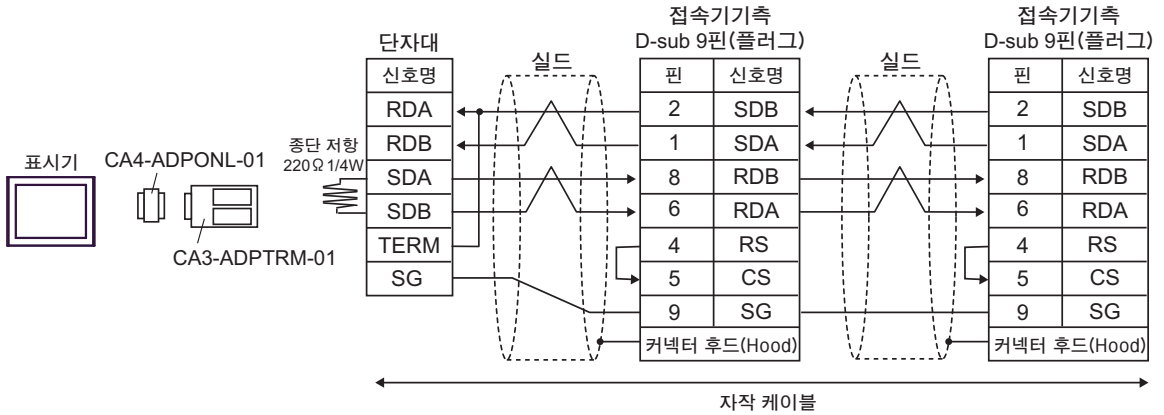 표시기
CA4-ADPONL-01
CA3-ADPTRM-01
종단 저항
220Ω 1/4W
단자대
신호명
RDA
RDB
SDA
SDB
TERM
SG
실드
접속기기측
D-sub 9핀(플러그)
핀 신호명
2 SDB
1 SDA
8 RDB
6 RDA
4 RS
5 CS
9 SG
커넥터 후드(Hood)
실드
접속기기측
D-sub 9핀(플러그)
핀 신호명
2 SDB
1 SDA
8 RDB
6 RDA
4 RS
5 CS
9 SG
커넥터 후드(Hood)
자작 케이블